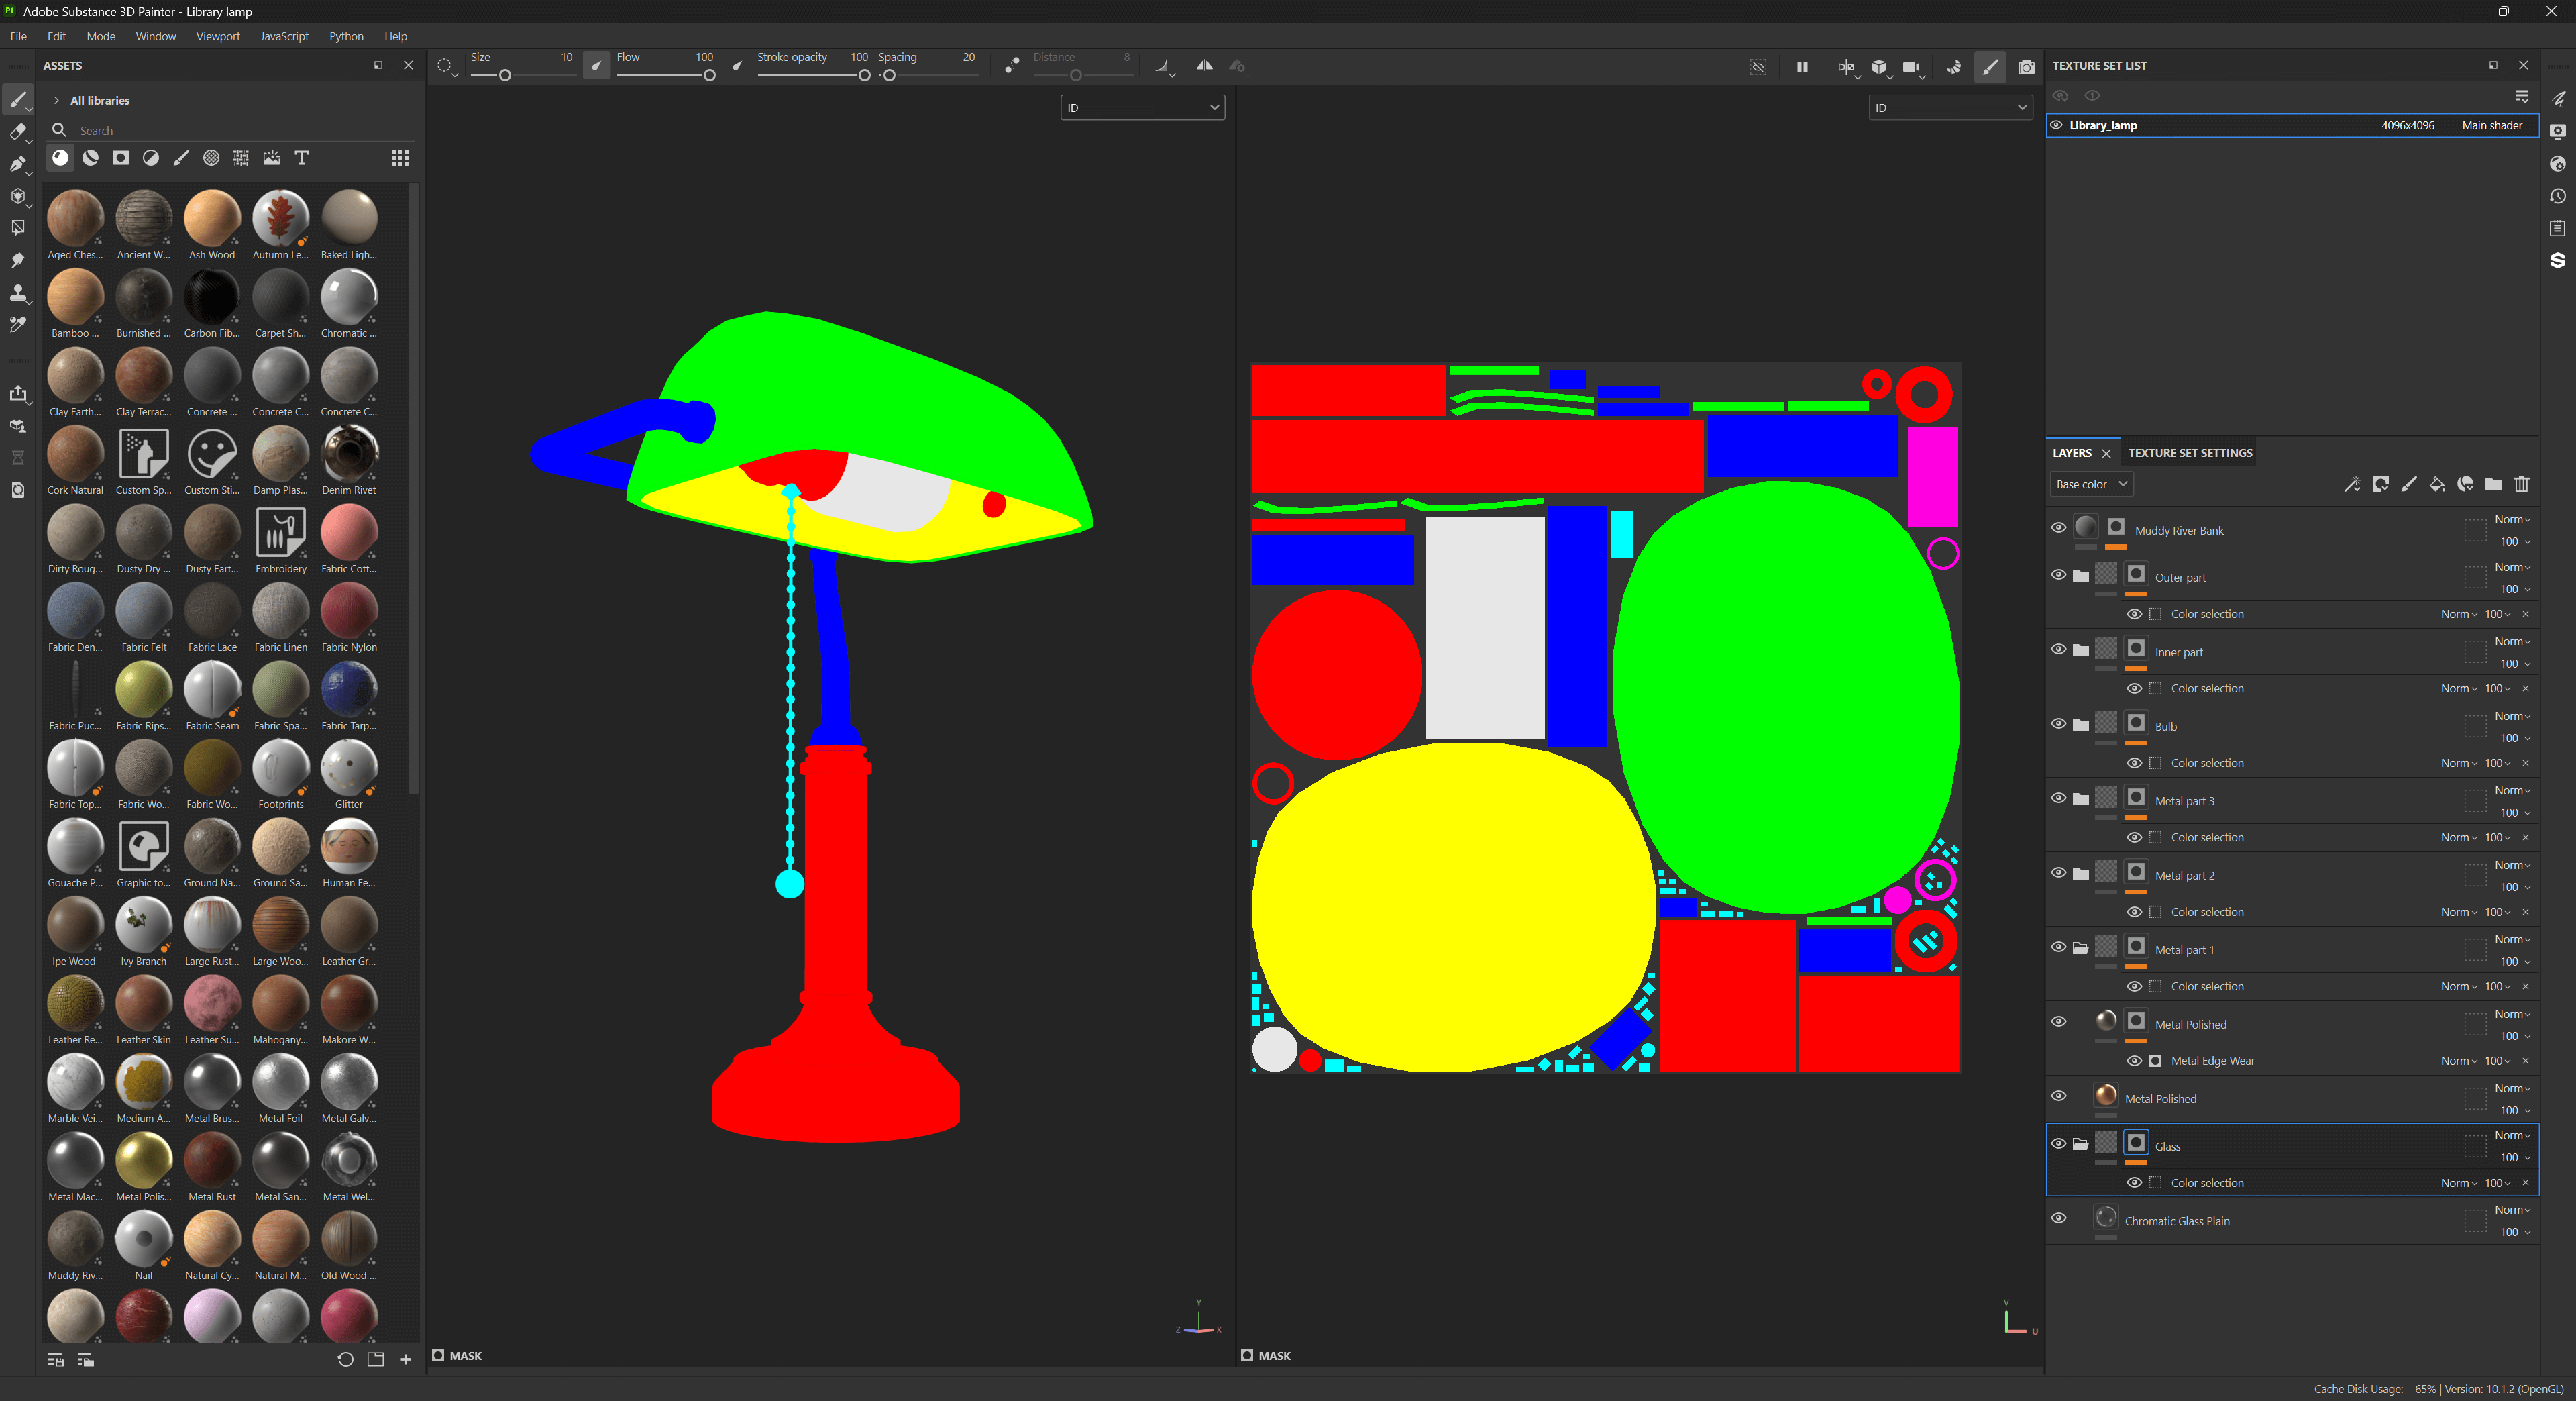 Pt Adobe Substance 3D Painter - Library lamp
File Edit Mode Window Viewport JavaScript Python Help
ASSETS
All libraries
Search
Aged Ches... Ancient W... Ash Wood Autumn Le... Baked Ligh...
Bamboo ... Burnished ... Carbon Fib... Carpet Sh... Chromatic ...
Clay Earth... Clay Terrac... Concrete ... Concrete C... Concrete C...
Cork Natural Custom Sp... Custom Sti... Damp Plas... Denim Rivet
Dirty Roug... Dusty Dry ... Dusty Eart... Embroidery Fabric Cott...
Fabric Den... Fabric Felt Fabric Lace Fabric Linen Fabric Nylon
Fabric Puc... Fabric Rips... Fabric Seam Fabric Spa... Fabric Tarp...
Fabric Top... Fabric Wo... Fabric Wo... Footprints Glitter
Gouache P... Graphic to... Ground Na... Ground Sa... Human Fe...
Ipe Wood Ivy Branch Large Rust... Large Woo... Leather Gr...
Leather Re... Leather Skin Leather Su... Mahogany... Makore W...
Marble Vei... Medium A... Metal Brus... Metal Foil Metal Galv...
Metal Mac... Metal Polis... Metal Rust Metal San... Metal Wel...
Muddy Riv... Nail Natural Cy... Natural M... Old Wood ...
Size 10 Flow 100 Stroke opacity 100 Spacing 20 Distance 8
ID
ID
Y
Z X
V
U
MASK
MASK
TEXTURE SET LIST
Library_lamp 4096x4096 Main shader
LAYERS TEXTURE SET SETTINGS
Base color
Muddy River Bank Norm 100
Outer part Norm 100
Color selection Norm 100
Inner part Norm 100
Color selection Norm 100
Bulb Norm 100
Color selection Norm 100
Metal part 3 Norm 100
Color selection Norm 100
Metal part 2 Norm 100
Color selection Norm 100
Metal part 1 Norm 100
Color selection Norm 100
Metal Polished Norm 100
Metal Edge Wear Norm 100
Metal Polished Norm 100
Glass Norm 100
Color selection Norm 100
Chromatic Glass Plain Norm 100
Cache Disk Usage: 65% | Version: 10.1.2 (OpenGL)